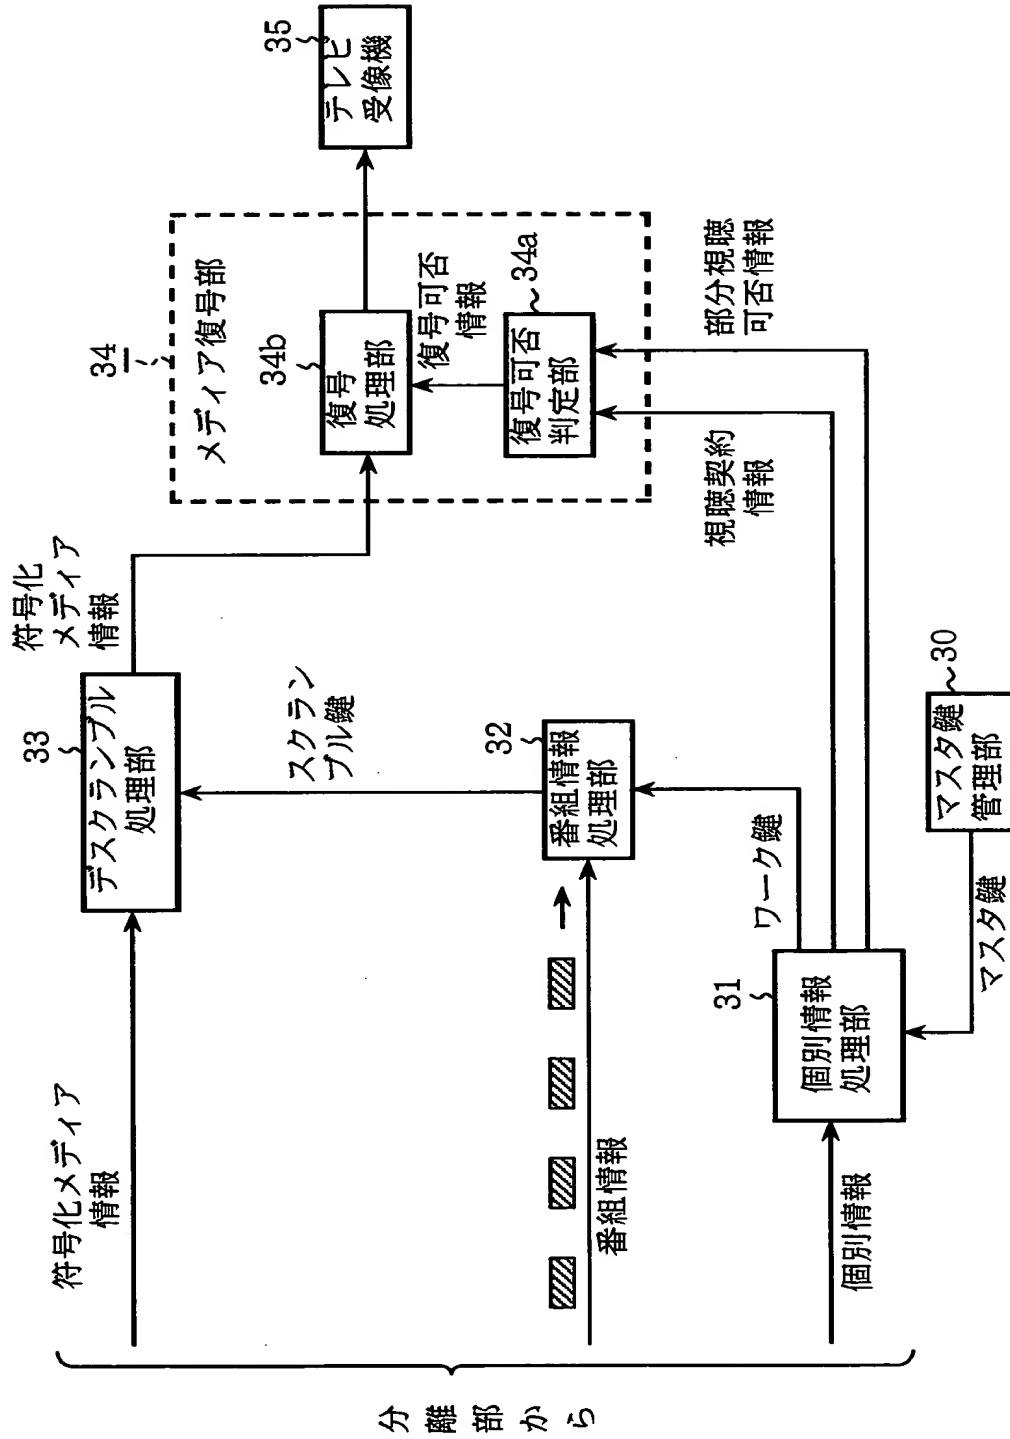 分離部から
符号化メディア
情報
33
デスクランブル
処理部
符号化
メディア
情報
34
メディア復号部
34b
復号
処理部
35
テレビ
受像機
復号可否
情報
34a
復号可否
判定部
スクラン
ブル鍵
番組情報
32
番組情報
処理部
視聴契約
情報
部分視聴
可否情報
個別情報
31
個別情報
処理部
ワーク鍵
マスタ鍵
30
マスタ鍵
管理部